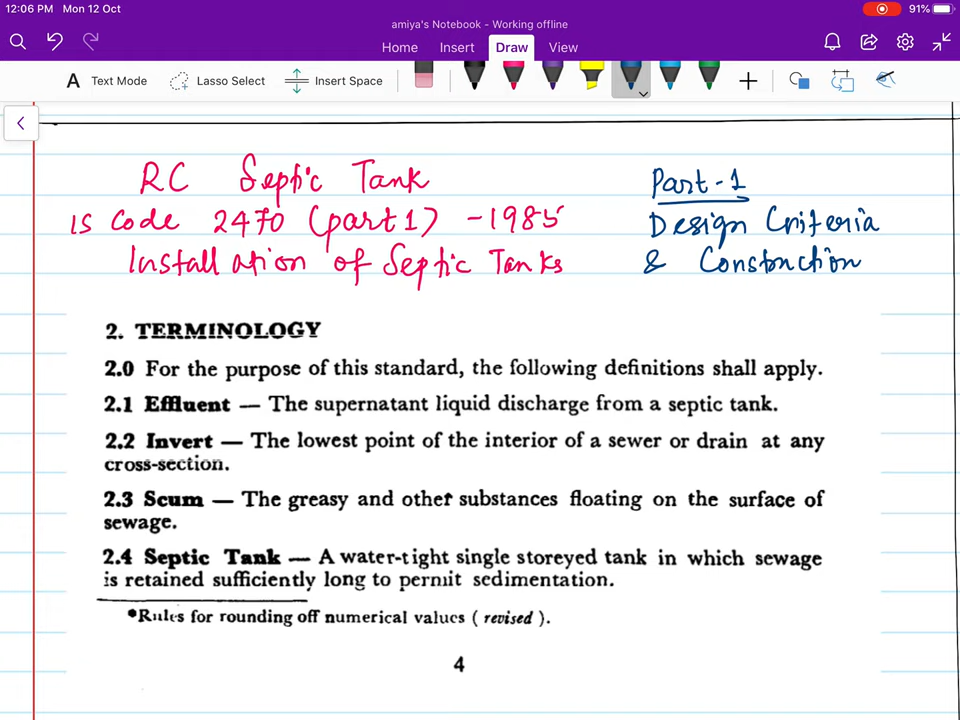 12:06 PM Mon 12 Oct
91%
amiya's Notebook - Working offline
Home Insert Draw View
Text Mode Lasso Select Insert Space
RC Septic Tank
IS Code 2470 (part 1) - 1985
Installation of Septic Tanks
Part-1
Design Criteria
& Constonction
2. TERMINOLOGY
2.0 For the purpose of this standard, the following definitions shall apply.
2.1 Effluent — The supernatant liquid discharge from a septic tank.
2.2 Invert — The lowest point of the interior of a sewer or drain at any
cross-section.
2.3 Scum — The greasy and other substances floating on the surface of
sewage.
2.4 Septic Tank — A water-tight single storeyed tank in which sewage
is retained sufficiently long to permit sedimentation.
*Rules for rounding off numerical values ( revised ).
4